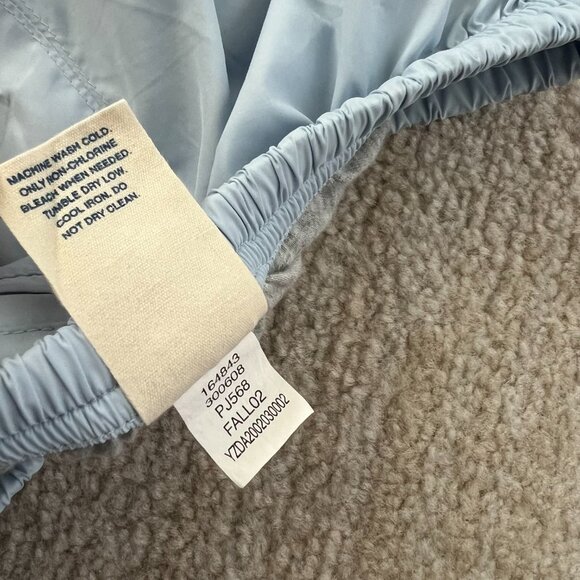 MACHINE WASH COLD.
ONLY NON-CHLORINE
BLEACH WHEN NEEDED.
TUMBLE DRY LOW.
COOL IRON. DO
NOT DRY CLEAN.
164843
300608
PJ568
FALL02
YZDA2002030002